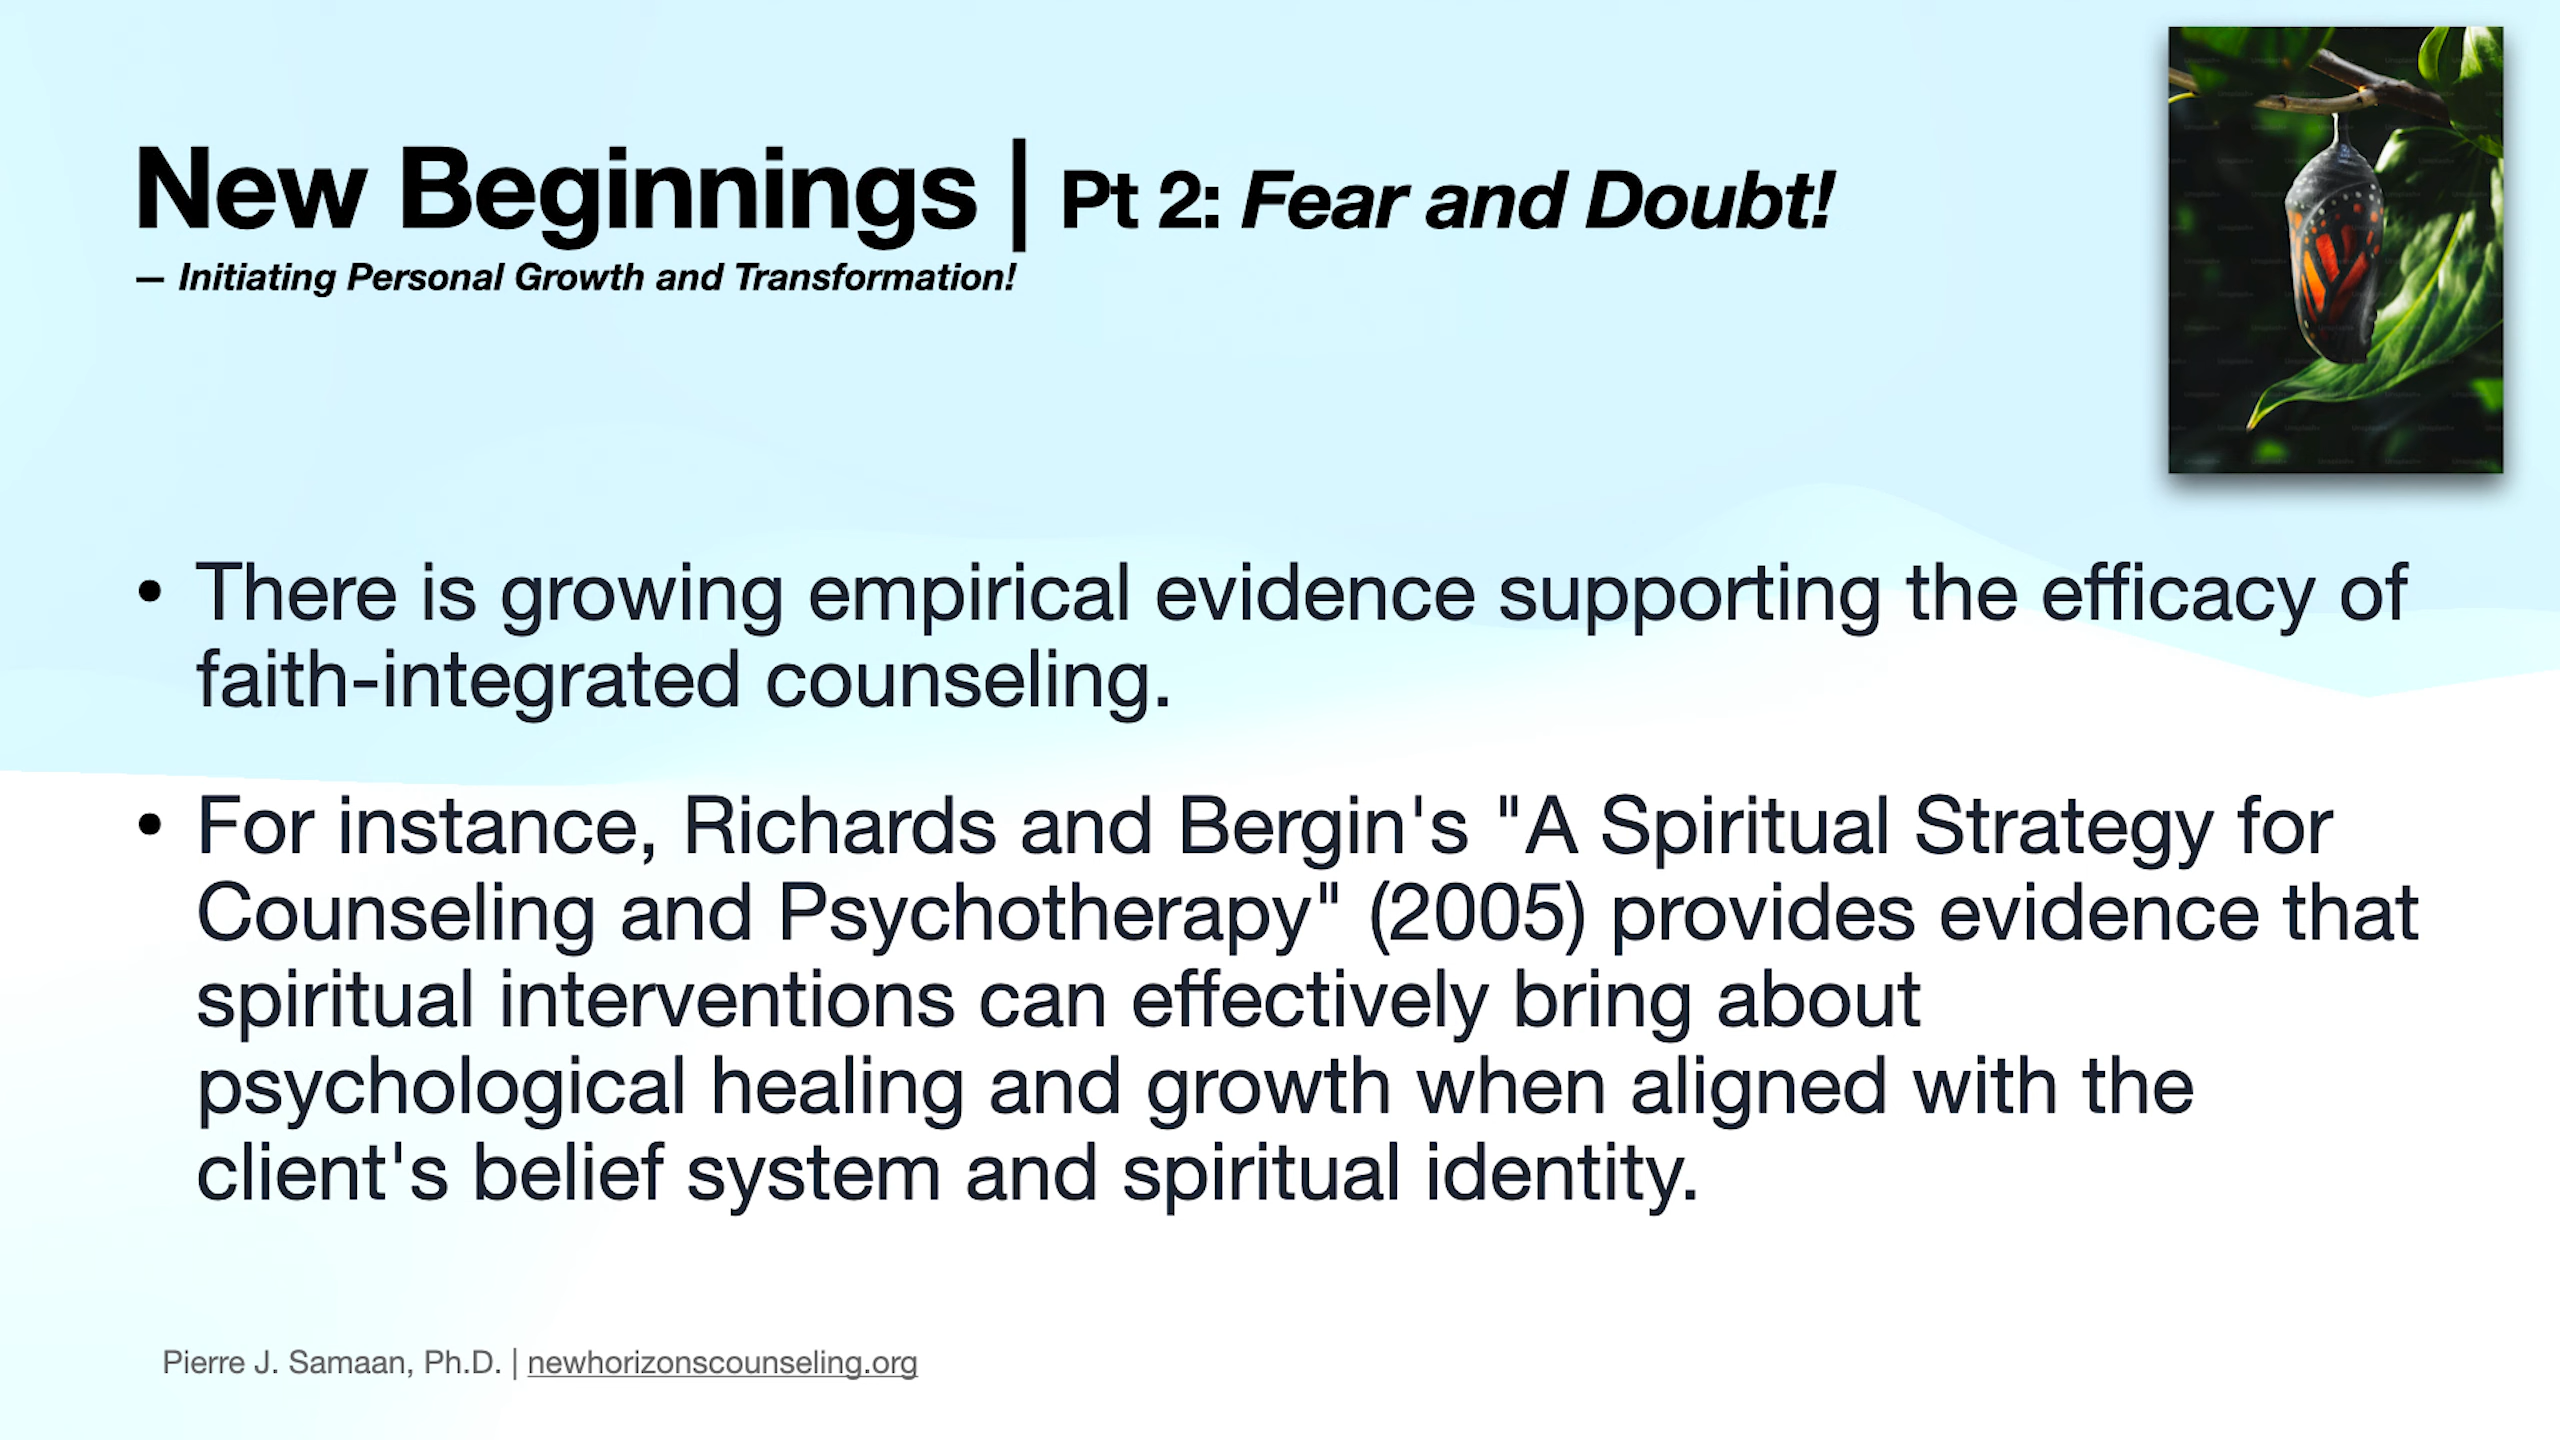 New Beginnings | Pt 2: Fear and Doubt!
– Initiating Personal Growth and Transformation!
• There is growing empirical evidence supporting the efficacy of
faith-integrated counseling.
• For instance, Richards and Bergin's "A Spiritual Strategy for
Counseling and Psychotherapy" (2005) provides evidence that
spiritual interventions can effectively bring about
psychological healing and growth when aligned with the
client's belief system and spiritual identity.
Pierre J. Samaan, Ph.D. | newhorizonscounseling.org